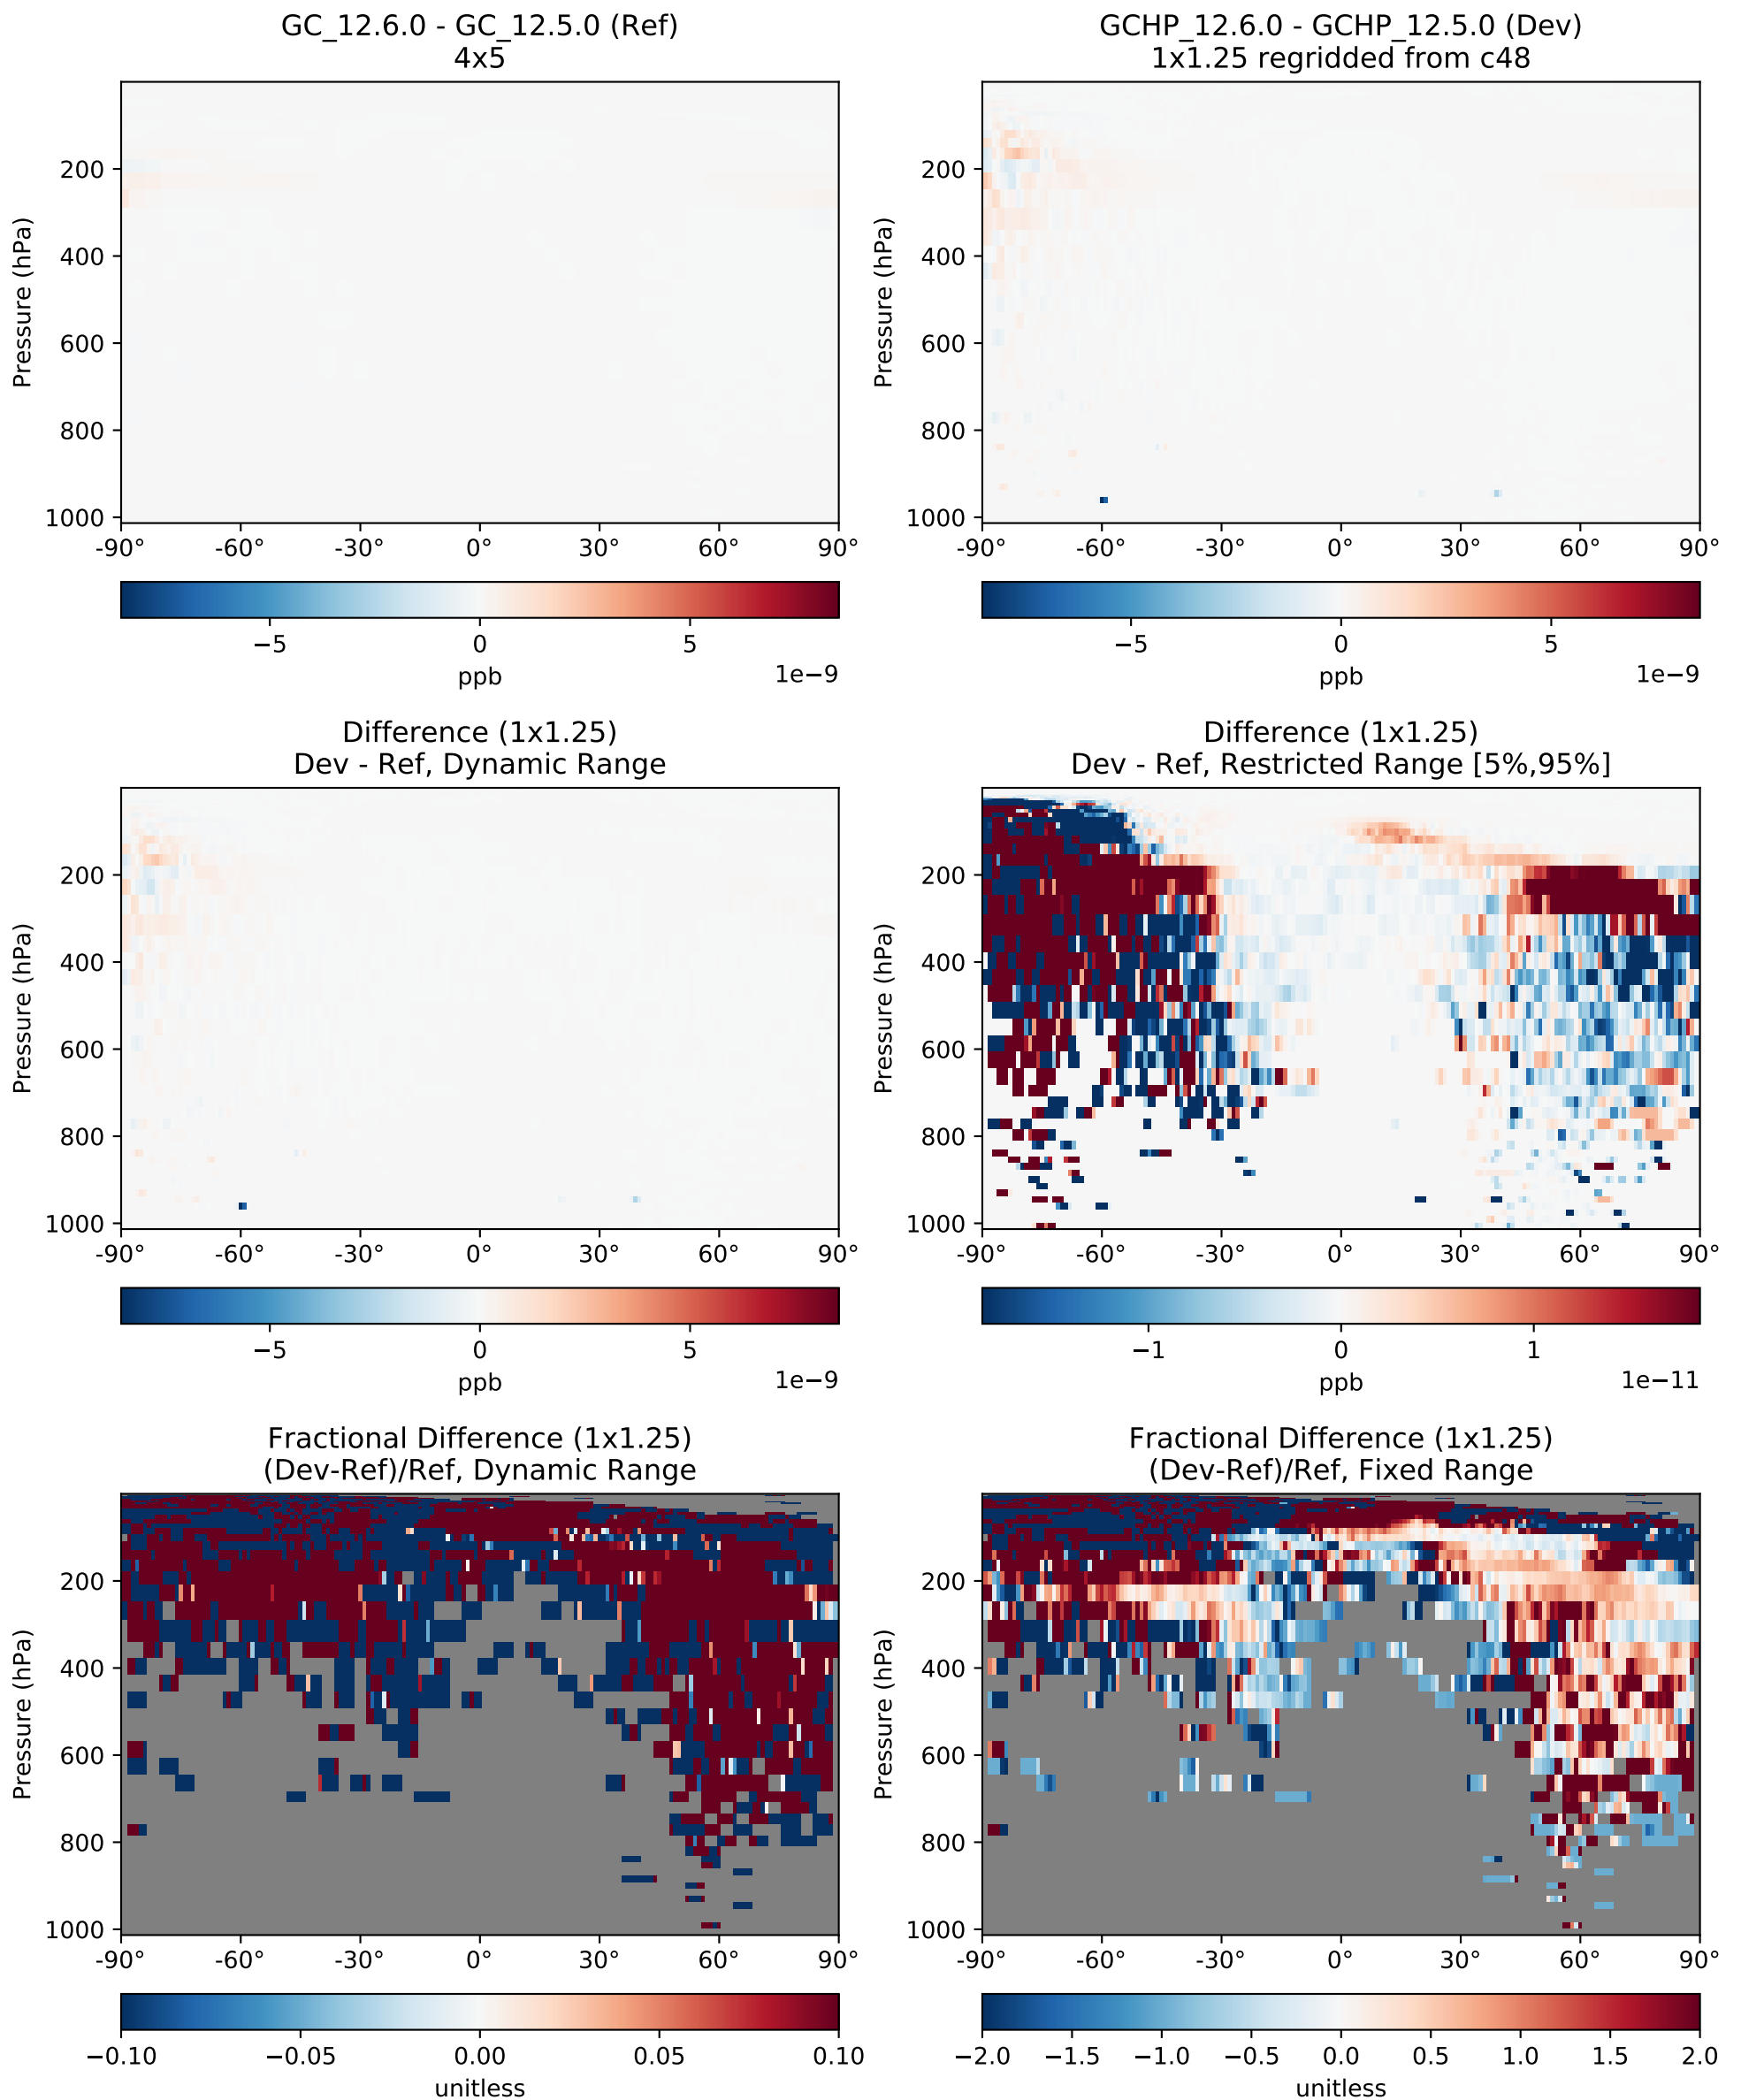 GC_12.6.0 - GC_12.5.0 (Ref)
4x5
Pressure (hPa)
200
400
600
800
1000
-90° -60° -30° 0° 30° 60° 90°
−5 0 5
ppb
1e−9
GCHP_12.6.0 - GCHP_12.5.0 (Dev)
1x1.25 regridded from c48
Pressure (hPa)
200
400
600
800
1000
-90° -60° -30° 0° 30° 60° 90°
−5 0 5
ppb
1e−9
Difference (1x1.25)
Dev - Ref, Dynamic Range
Pressure (hPa)
200
400
600
800
1000
-90° -60° -30° 0° 30° 60° 90°
−5 0 5
ppb
1e−9
Difference (1x1.25)
Dev - Ref, Restricted Range [5%,95%]
Pressure (hPa)
200
400
600
800
1000
-90° -60° -30° 0° 30° 60° 90°
−1 0 1
ppb
1e−11
Fractional Difference (1x1.25)
(Dev-Ref)/Ref, Dynamic Range
Pressure (hPa)
200
400
600
800
1000
-90° -60° -30° 0° 30° 60° 90°
−0.10 −0.05 0.00 0.05 0.10
unitless
Fractional Difference (1x1.25)
(Dev-Ref)/Ref, Fixed Range
Pressure (hPa)
200
400
600
800
1000
-90° -60° -30° 0° 30° 60° 90°
−2.0 −1.5 −1.0 −0.5 0.0 0.5 1.0 1.5 2.0
unitless